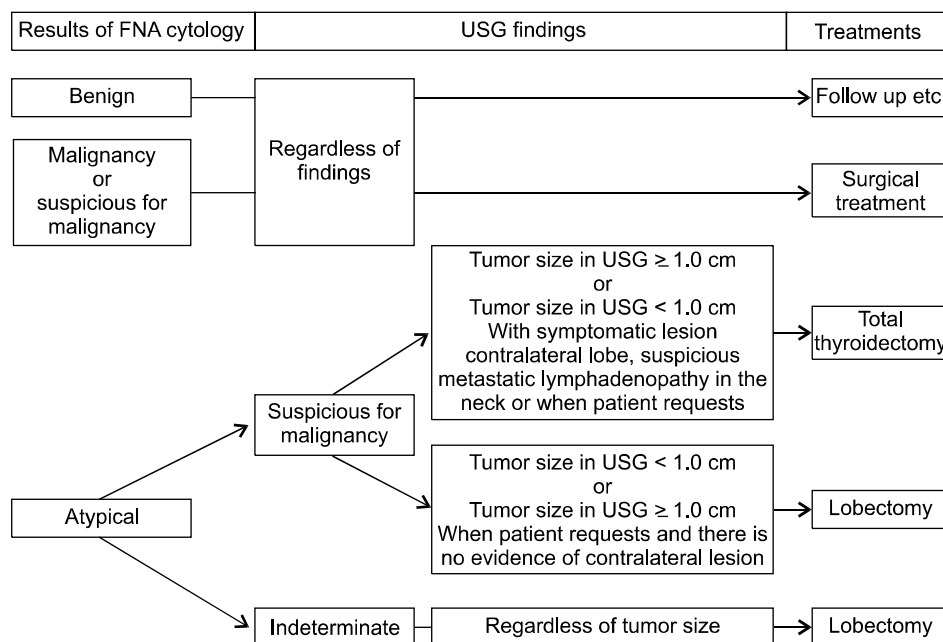 Results of FNA cytology
USG findings
Treatments
Benign
Regardless of
findings
Follow up etc
Malignancy
or
suspicious for
malignancy
Surgical
treatment
Tumor size in USG ≥ 1.0 cm
or
Tumor size in USG < 1.0 cm
With symptomatic lesion
contralateral lobe, suspicious
metastatic lymphadenopathy in the
neck or when patient requests
Total
thyroidectomy
Suspicious for
malignancy
Tumor size in USG < 1.0 cm
or
Tumor size in USG ≥ 1.0 cm
When patient requests and there is
no evidence of contralateral lesion
Lobectomy
Atypical
Indeterminate
Regardless of tumor size
Lobectomy